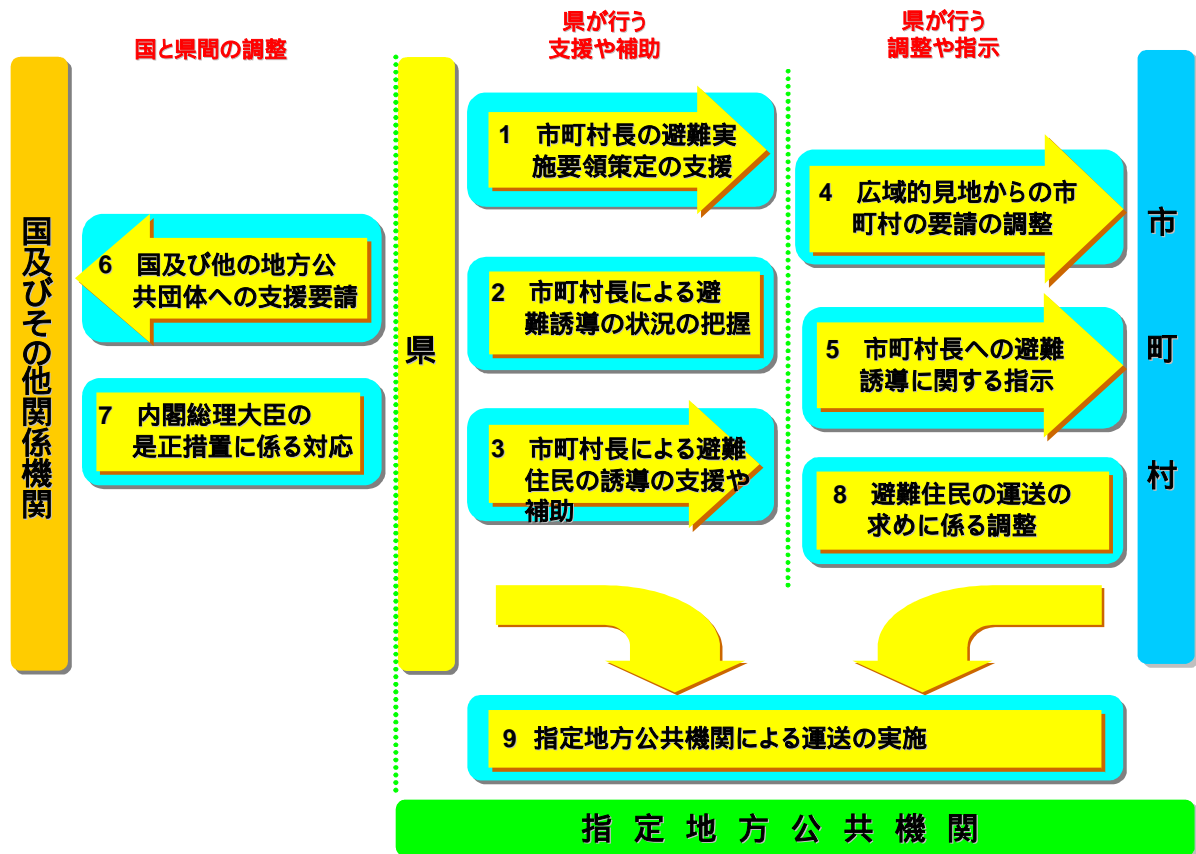 国と県間の調整
県が行う
支援や補助
県が行う
調整や指示
国及びその他関係機関
6 国及び他の地方公
共団体への支援要請
7 内閣総理大臣の
是正措置に係る対応
県
1 市町村長の避難実
施要領策定の支援
2 市町村長による避
難誘導の状況の把握
3 市町村長による避難
住民の誘導の支援や
補助
4 広域的見地からの市
町村の要請の調整
5 市町村長への避難
誘導に関する指示
8 避難住民の運送の
求めに係る調整
市町村
9 指定地方公共機関による運送の実施
指定地方公共機関